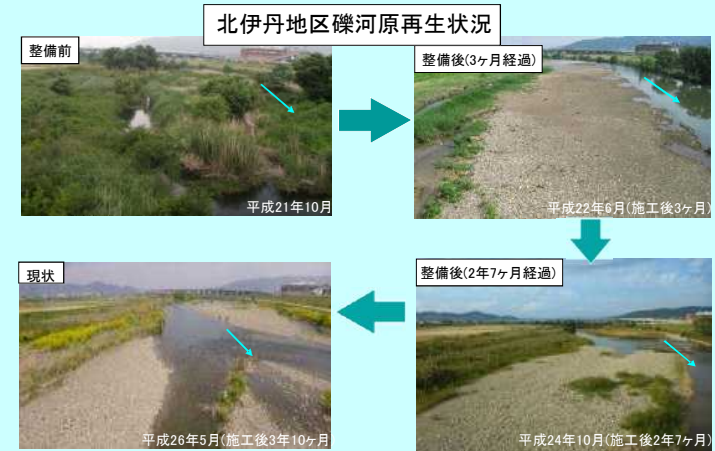 北伊丹地区礫河原再生状況
整備前
平成21年10月
整備後(3ヶ月経過)
平成22年6月(施工後3ヶ月)
整備後(2年7ヶ月経過)
平成24年10月(施工後2年7ヶ月)
現状
平成26年5月(施工後3年10ヶ月)